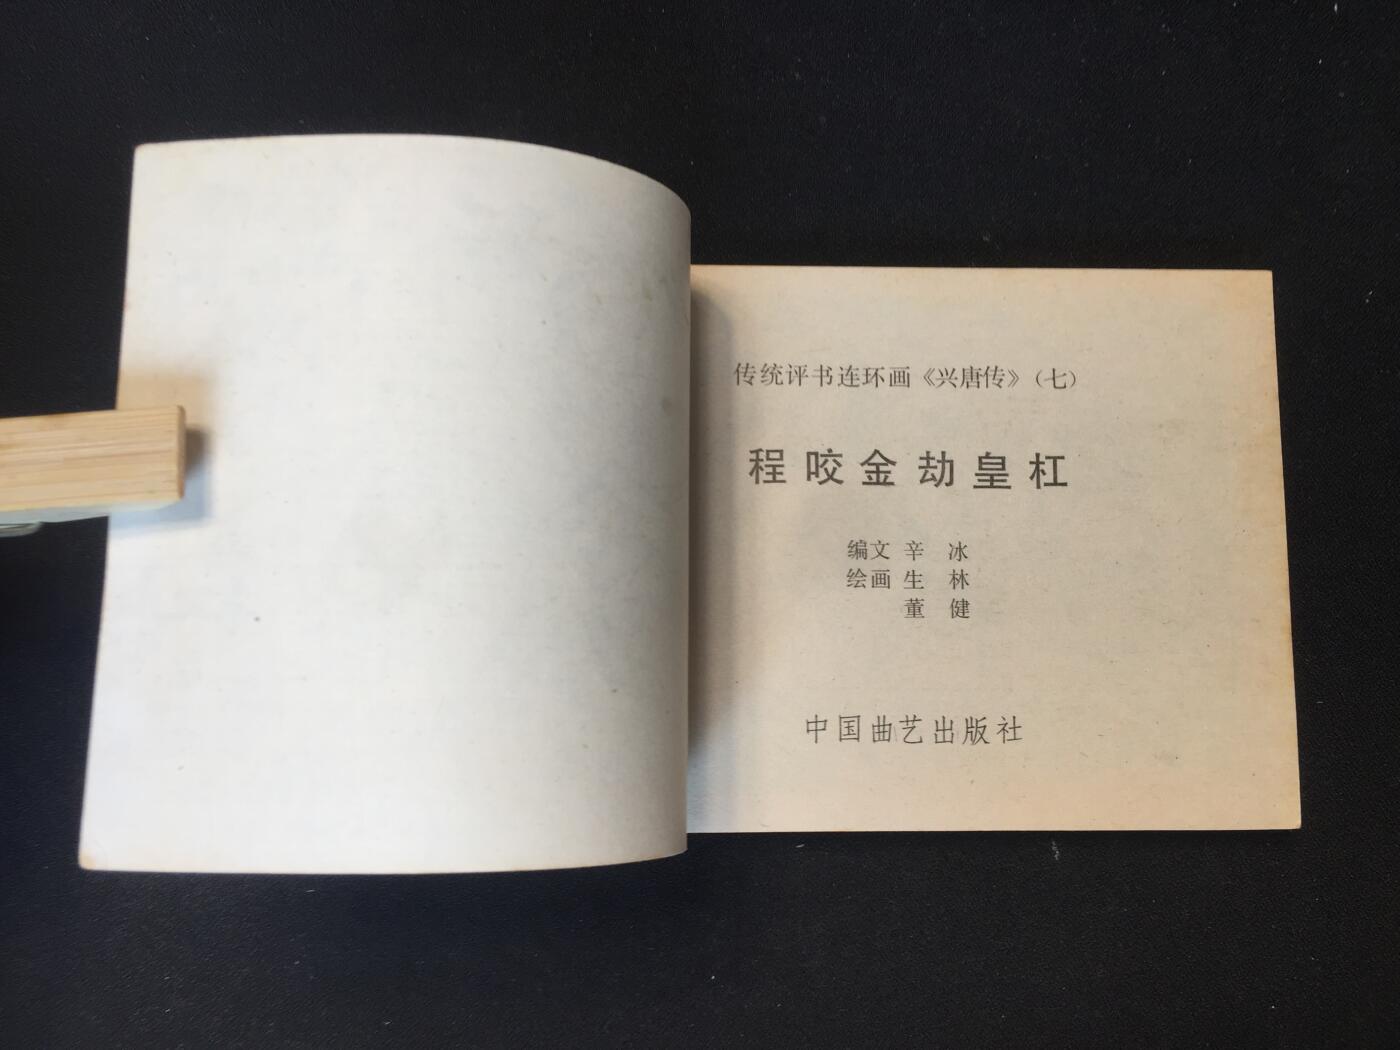 传统评书连环画《兴唐传》（七）
程咬金劫皇杠
编文 辛 冰
绘画 生 林
董 健
中国曲艺出版社